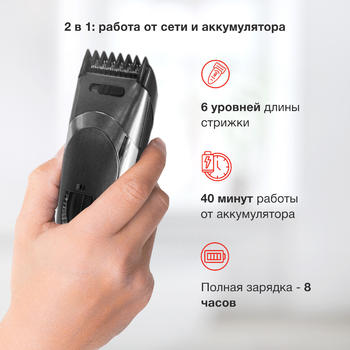 2 в 1: работа от сети и аккумулятора
6 уровней длины
стрижки
40 минут работы
от аккумулятора
Полная зарядка - 8
часов